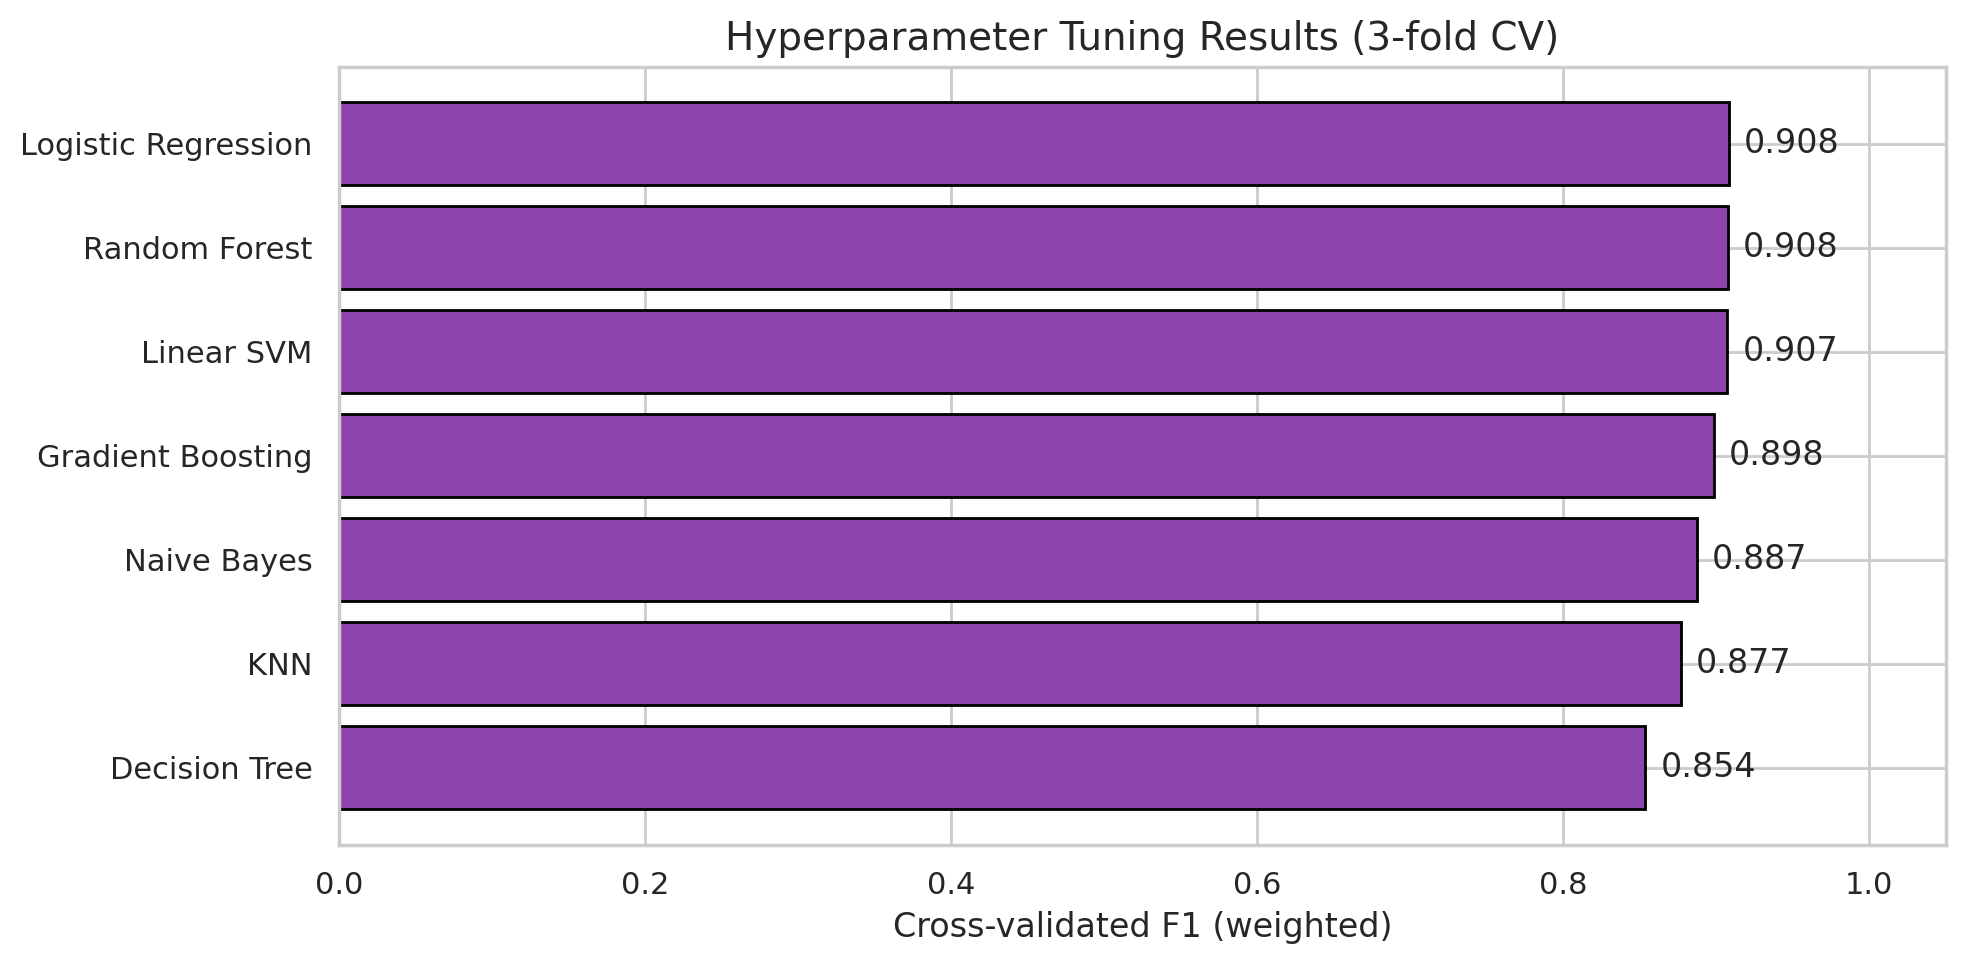 Hyperparameter Tuning Results (3-fold CV)
Logistic Regression 0.908
Random Forest 0.908
Linear SVM 0.907
Gradient Boosting 0.898
Naive Bayes 0.887
KNN 0.877
Decision Tree 0.854
0.0 0.2 0.4 0.6 0.8 1.0
Cross-validated F1 (weighted)